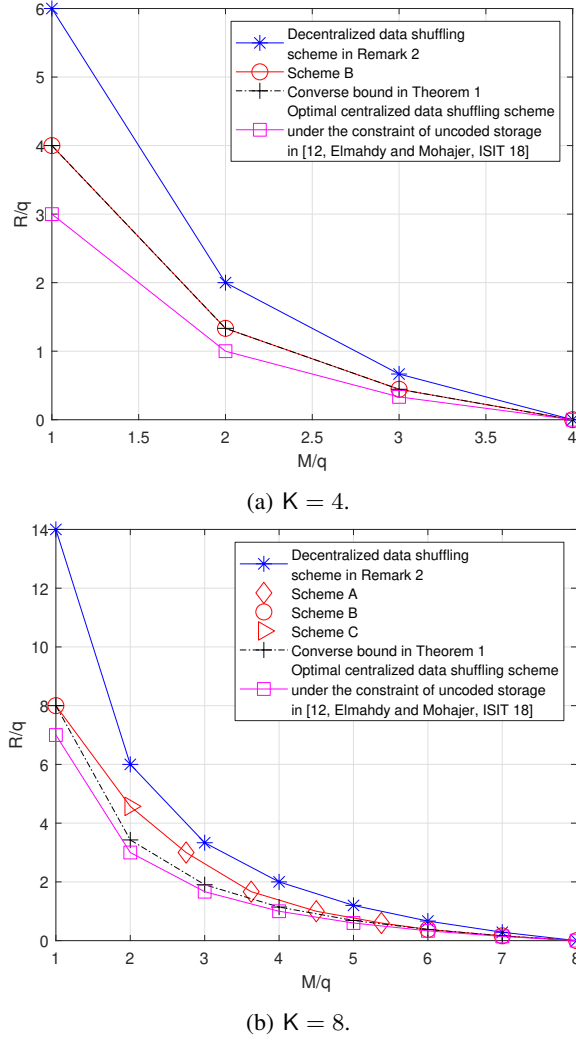 6
5
4
3
2
1
0
R/q
Decentralized data shuffling
scheme in Remark 2
Scheme B
Converse bound in Theorem 1
Optimal centralized data shuffling scheme
under the constraint of uncoded storage
in [12, Elmahdy and Mohajer, ISIT 18]
1 1.5 2 2.5 3 3.5 4
M/q
(a) K = 4.
14
12
10
8
6
4
2
0
R/q
Decentralized data shuffling
scheme in Remark 2
Scheme A
Scheme B
Scheme C
Converse bound in Theorem 1
Optimal centralized data shuffling scheme
under the constraint of uncoded storage
in [12, Elmahdy and Mohajer, ISIT 18]
1 2 3 4 5 6 7 8
M/q
(b) K = 8.